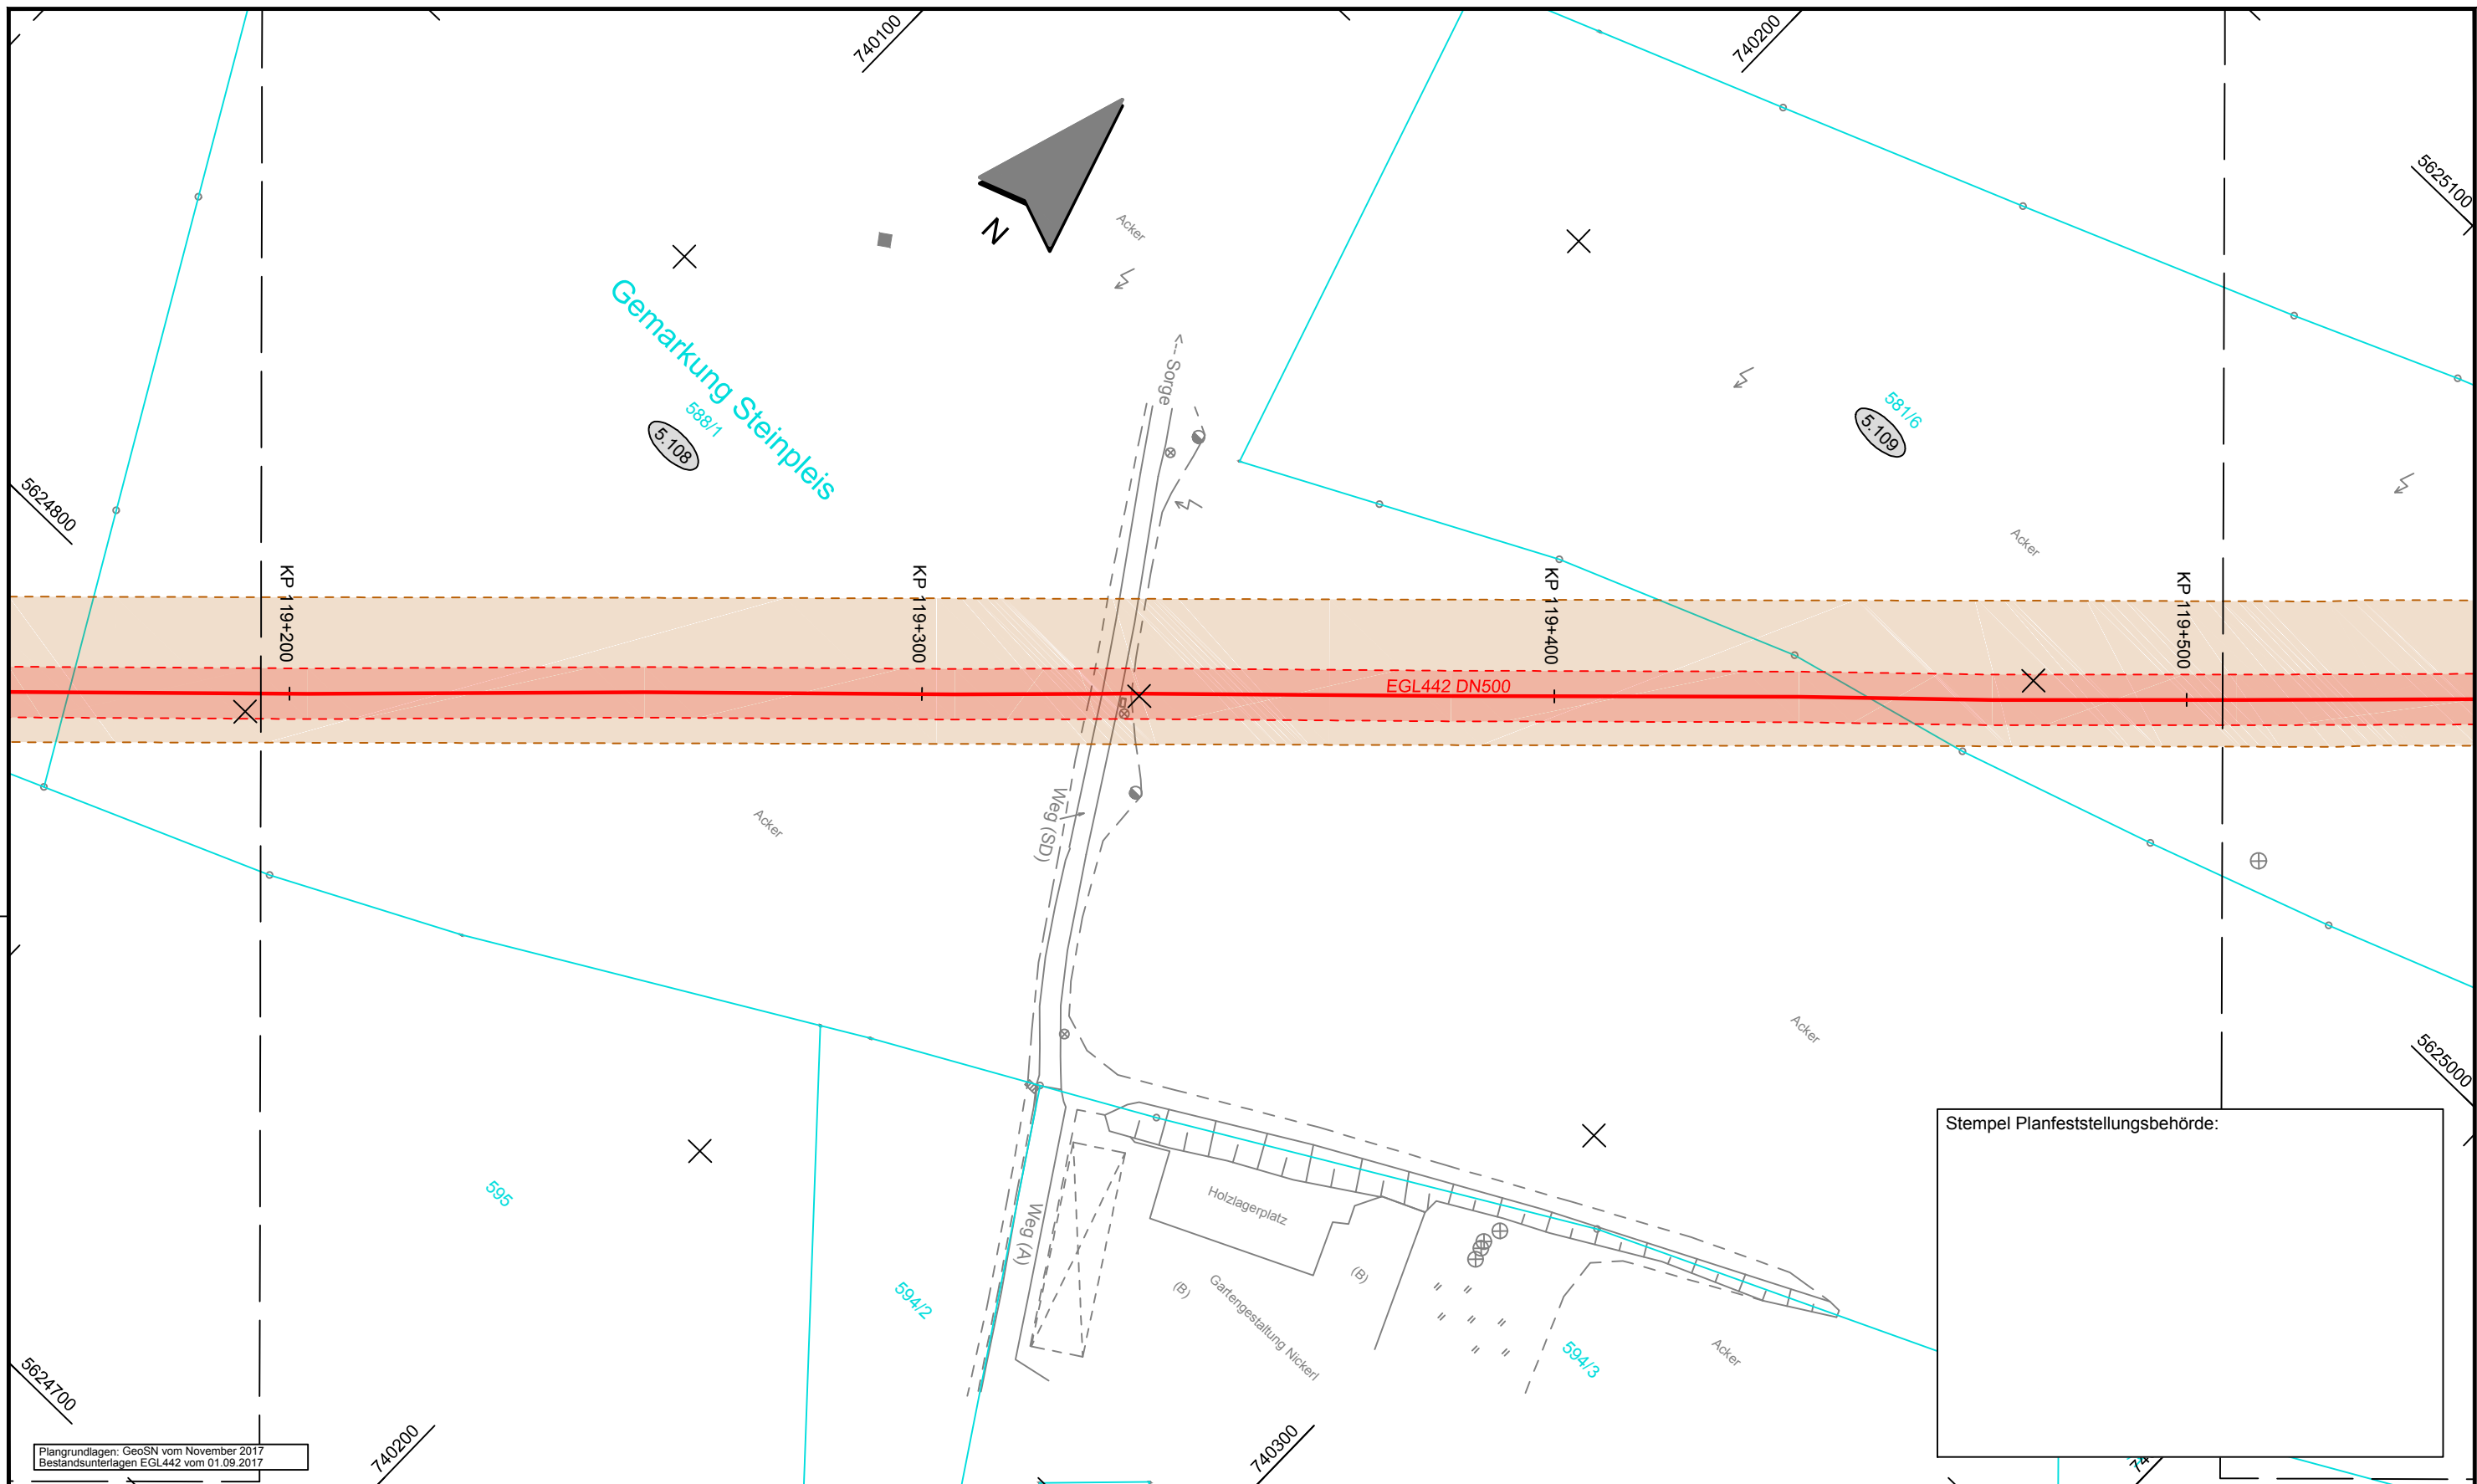 740100
740200
5625100
N
Acker
Gemarkung Steinpleis
588/1
5.108
Sorge
581/6
5.109
5624800
Acker
KP 119+200
KP 119+300
KP 119+400
KP 119+500
EGL442 DN500
Weg (SD)
Acker
Acker
5625000
Stempel Planfeststellungsbehörde:
595
Weg (A)
Holzlagerplatz
(B)
(B)
Gartengestaltung Nickerl
594/2
594/3
Acker
5624700
740200
740300
Plangrundlagen: GeoSN vom November 2017
Bestandsunterlagen EGL442 vom 01.09.2017